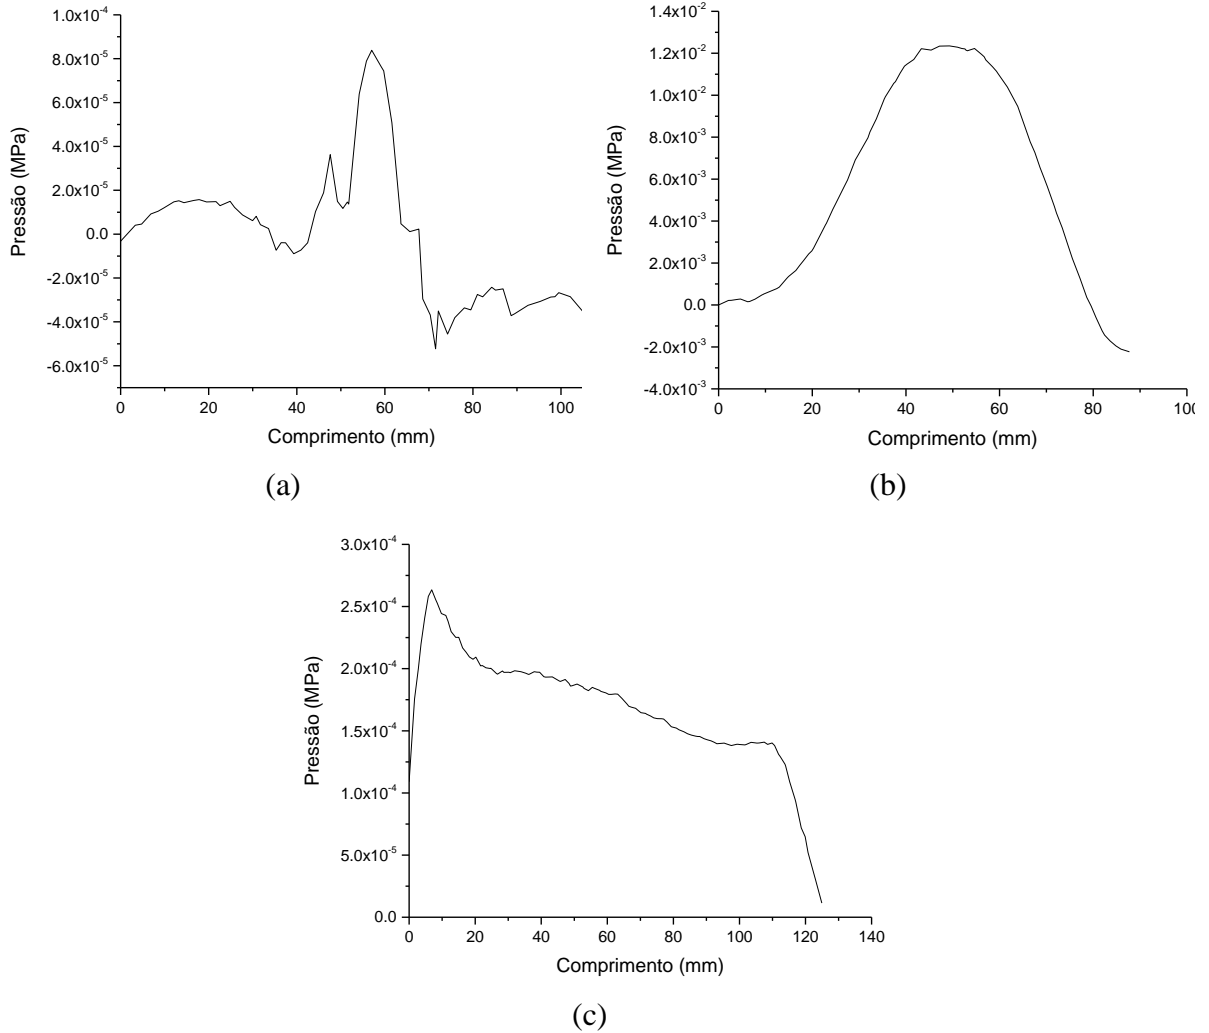 1.0x10⁻⁴
8.0x10⁻⁵
6.0x10⁻⁵
4.0x10⁻⁵
2.0x10⁻⁵
0.0
-2.0x10⁻⁵
-4.0x10⁻⁵
-6.0x10⁻⁵
Pressão (MPa)
0 20 40 60 80 100
Comprimento (mm)
(a)
1.4x10⁻²
1.2x10⁻²
1.0x10⁻²
8.0x10⁻³
6.0x10⁻³
4.0x10⁻³
2.0x10⁻³
0.0
-2.0x10⁻³
-4.0x10⁻³
Pressão (MPa)
0 20 40 60 80 100
Comprimento (mm)
(b)
3.0x10⁻⁴
2.5x10⁻⁴
2.0x10⁻⁴
1.5x10⁻⁴
1.0x10⁻⁴
5.0x10⁻⁵
0.0
Pressão (MPa)
0 20 40 60 80 100 120 140
Comprimento (mm)
(c)